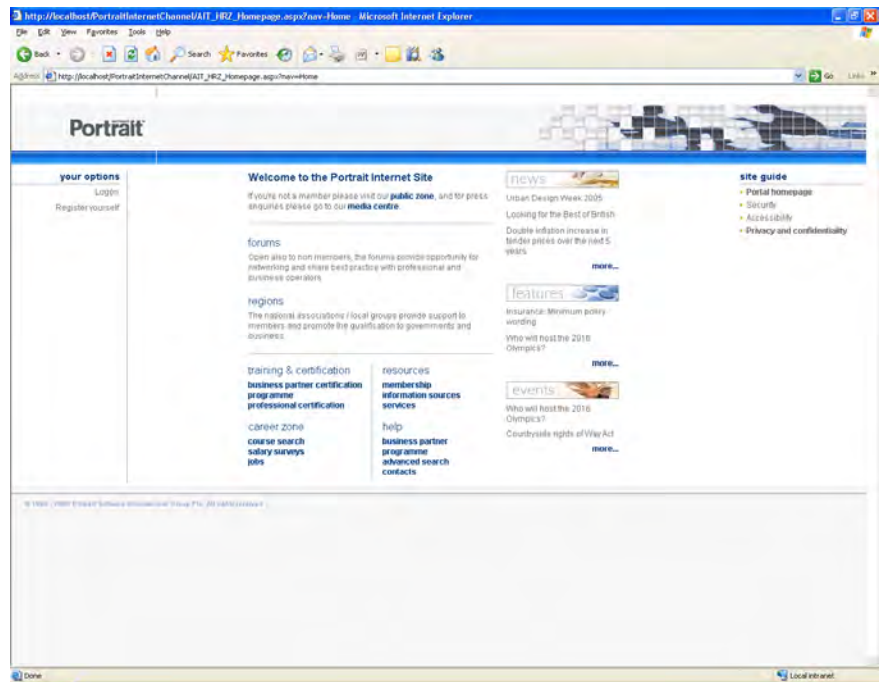 http://localhost/PortraitInternetChannel/AIT_HRZ_Homepage.aspx?nav=Home - Microsoft Internet Explorer
File Edit View Favorites Tools Help
Back Search Favorites
Address http://localhost/PortraitInternetChannel/AIT_HRZ_Homepage.aspx?nav=Home Go Links »
Portrait
your options
Logon
Register yourself
Welcome to the Portrait Internet Site
If you're not a member please visit our public zone, and for press
enquiries please go to our media centre.
forums
Open also to non members, the forums provide opportunity for
networking and share best practice with professional and
business operators
regions
The national associations / local groups provide support to
members and promote the qualification to governments and
business.
training & certification
business partner certification
programme
professional certification
resources
membership
information sources
services
career zone
course search
salary surveys
jobs
help
business partner
programme
advanced search
contacts
news
Urban Design Week 2005
Looking for the Best of British
Double inflation increase in
tender prices over the next 5
years
more...
features
Insurance: Minimum policy
wording
Who will host the 2016
Olympics?
more...
events
Who will host the 2016
Olympics?
Countryside rights of Way Act
more...
site guide
Portal homepage
Security
Accessibility
Privacy and confidentiality
Portrait Software International Group Plc. All rights reserved
Done
Local intranet